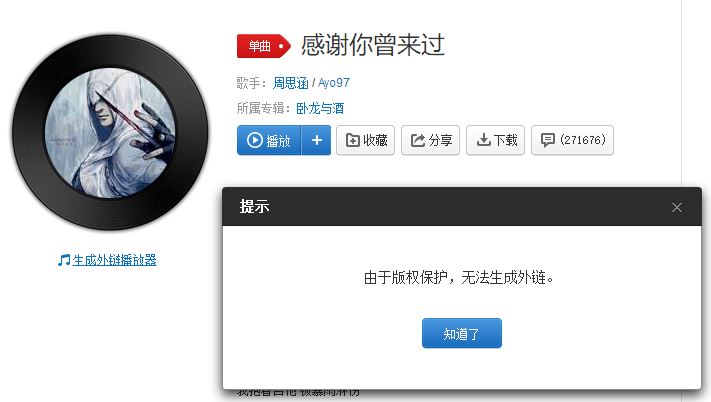 单曲 感谢你曾来过
歌手：周思涵 / Ayo97
所属专辑：卧龙与酒
播放 + 收藏 分享 下载 (271676)
生成外链播放器
提示
由于版权保护，无法生成外链。
知道了